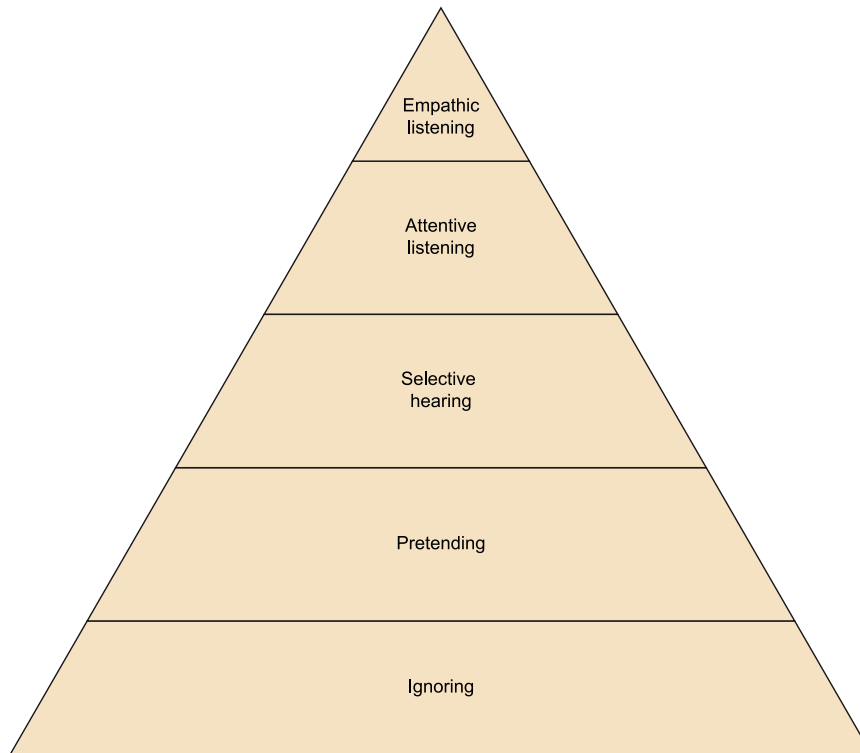 Empathic
listening
Attentive
listening
Selective
hearing
Pretending
Ignoring